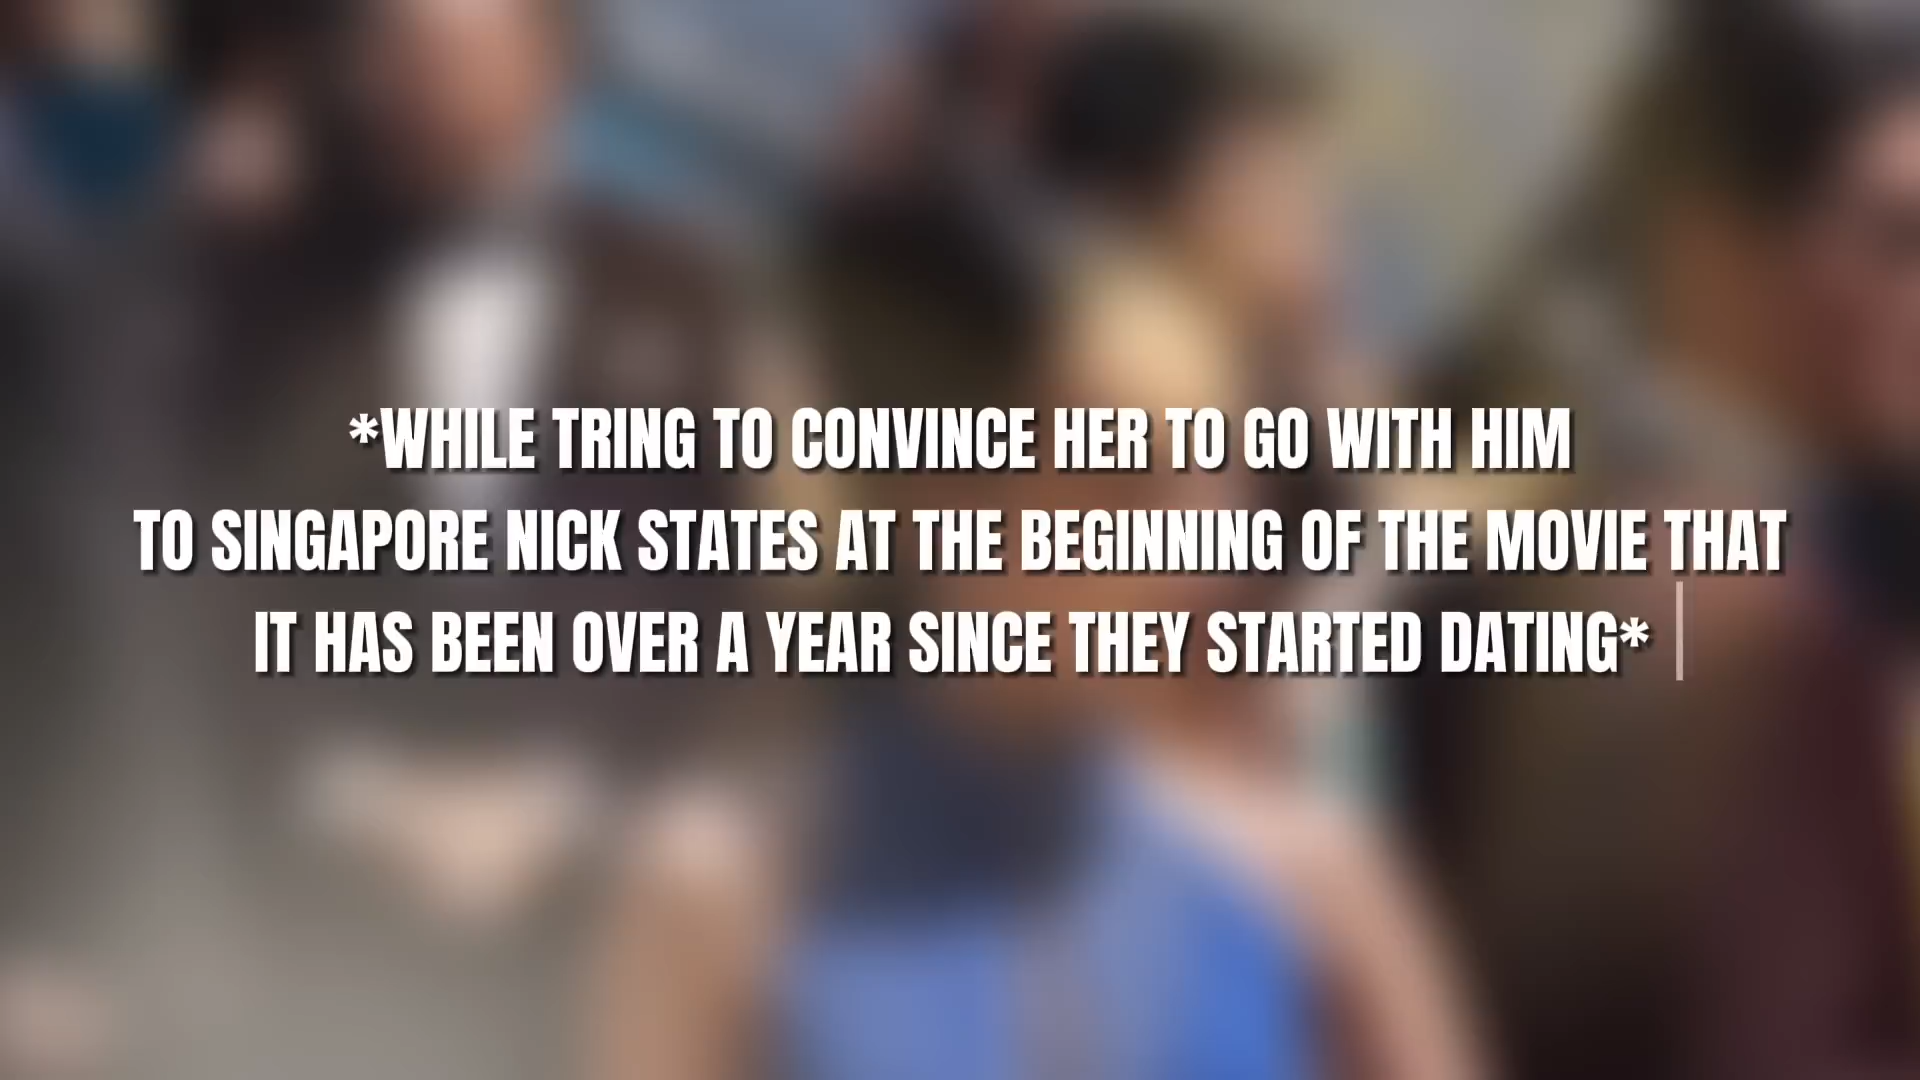 *WHILE TRING TO CONVINCE HER TO GO WITH HIM
TO SINGAPORE NICK STATES AT THE BEGINNING OF THE MOVIE THAT
IT HAS BEEN OVER A YEAR SINCE THEY STARTED DATING*